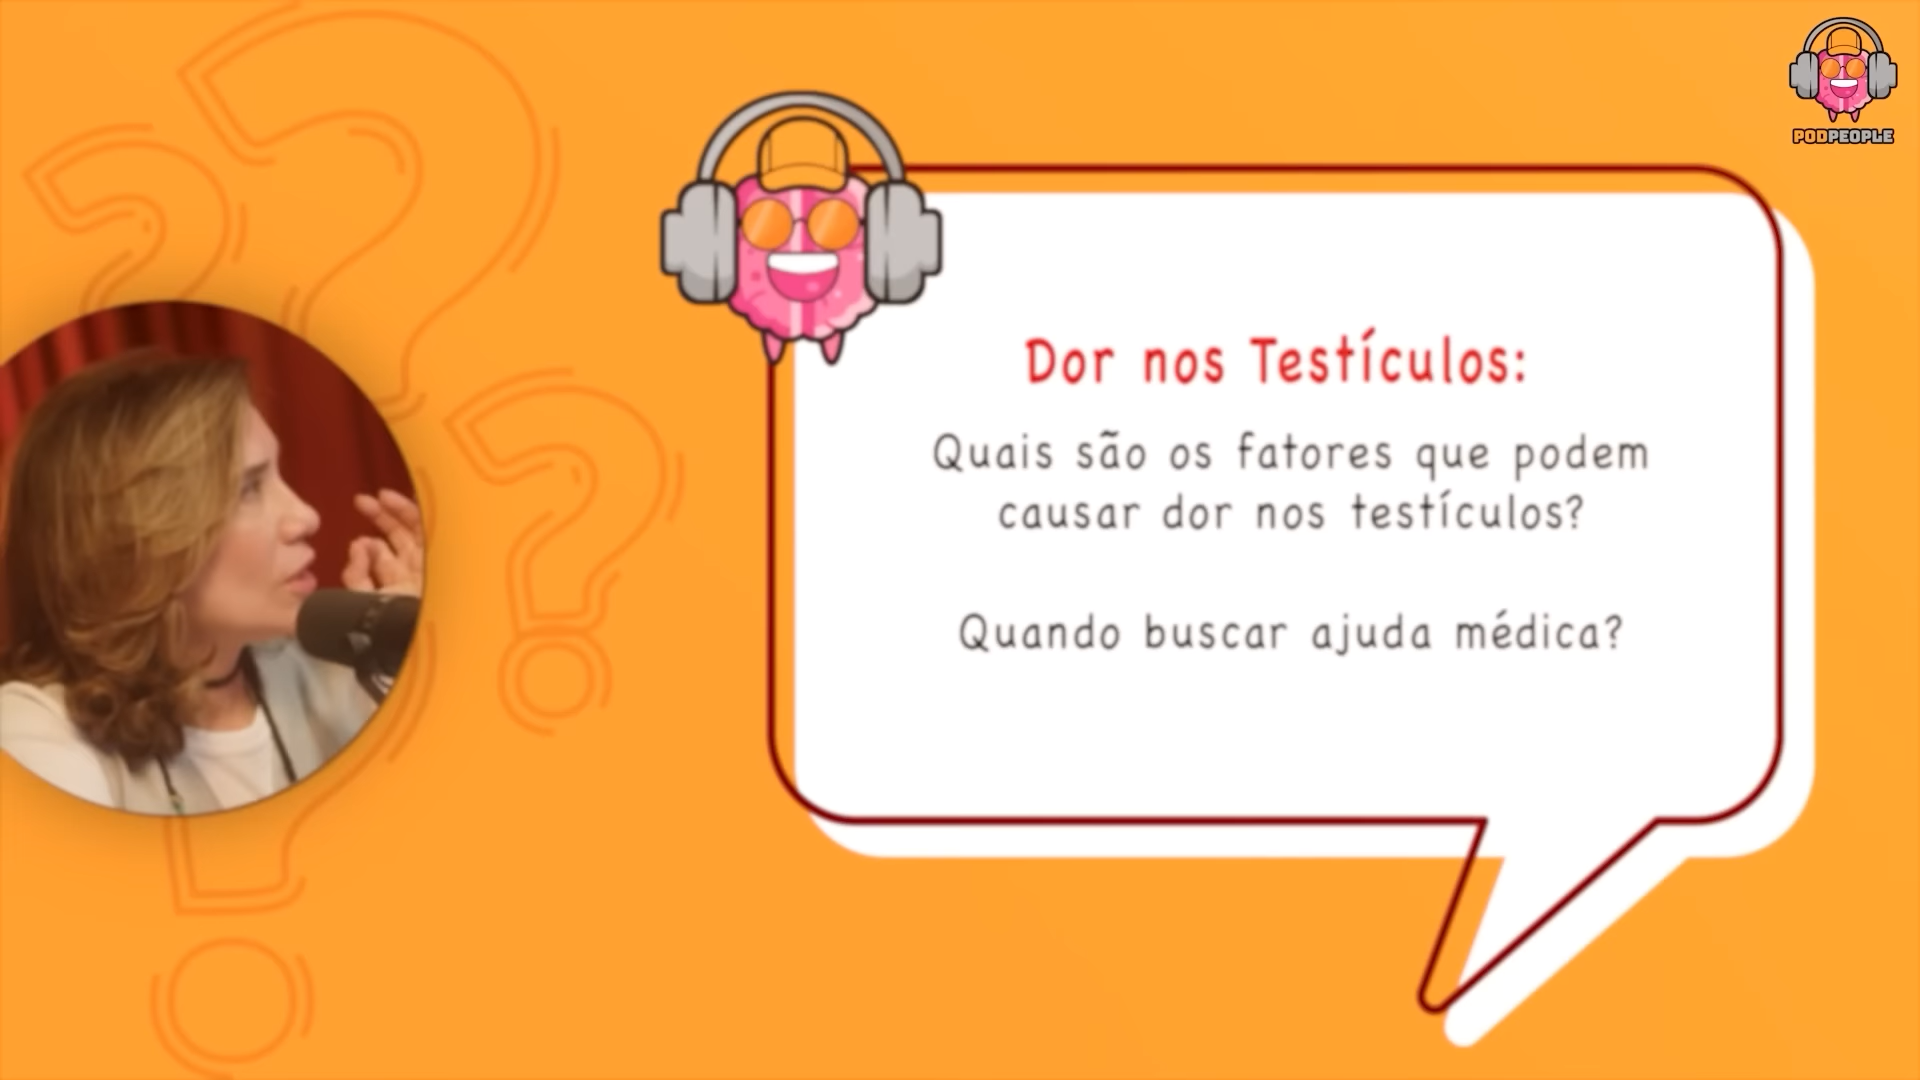 PODPEOPLE
Dor nos Testículos:
Quais são os fatores que podem
causar dor nos testículos?
Quando buscar ajuda médica?